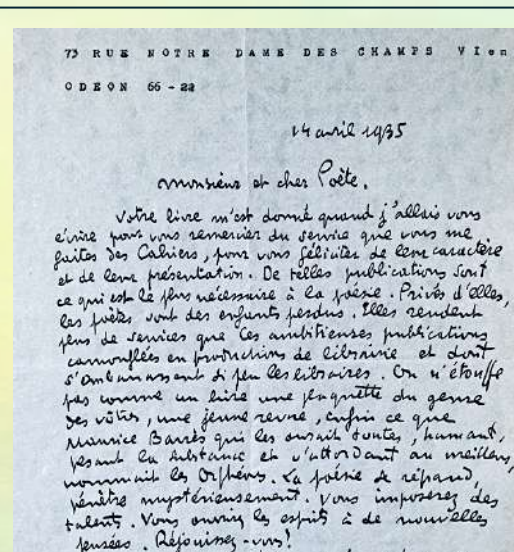 73 RUE NOTRE DAME DES CHAMPS VIen
ODEON 66-22
14 avril 1935
Monsieur et cher Poète,
Votre livre m'est donné quand j'allais vous
écrire pour vous remercier du service que vous me
faites des Cahiers, pour vous féliciter de leur caractère
et de leur présentation. De telles publications sont
ce qui est le plus nécessaire à la poésie. Privés d'elles,
les poètes sont des enfants perdus. Elles rendent
plus de services que ces ambitieuses publications
camouflées en productions de librairie et dont
s'embarrassent si peu les libraires. On n'étouffe
pas comme un livre une plaquette du genre
des vôtres, une jeune revue, enfin ce que
Maurice Barrès qui les ouvrait toutes, humant,
pesant la substance et s'attardant au meilleur,
nommait les Orphéons. La poésie se répand,
pénètre mystérieusement. Vous imposerez des
talents. Vous ouvrirez les esprits à de nouvelles
pensées. Réjouissez-vous!